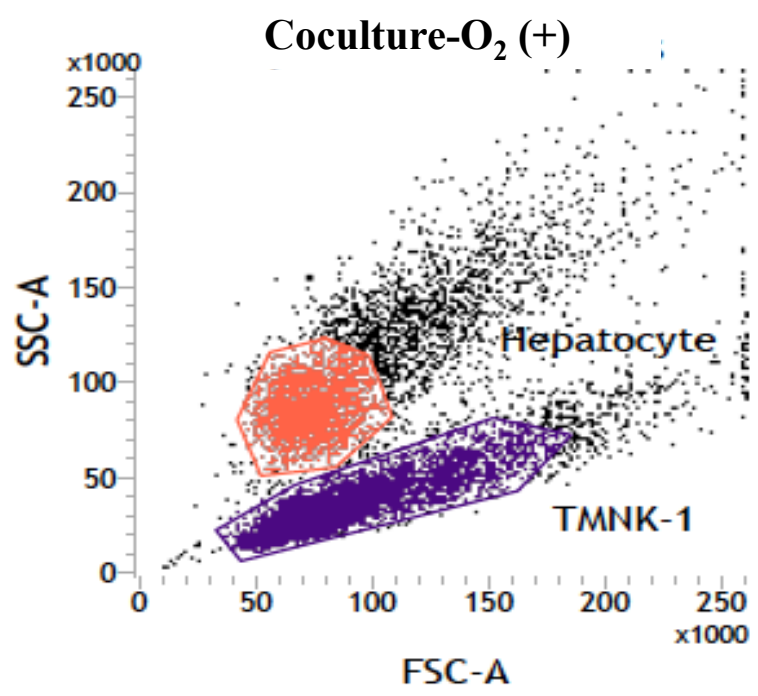 Coculture-O₂ (+)
x1000
250
200
150
100
50
0
SSC-A
Hepatocyte
TMNK-1
0 50 100 150 200 250
x1000
FSC-A